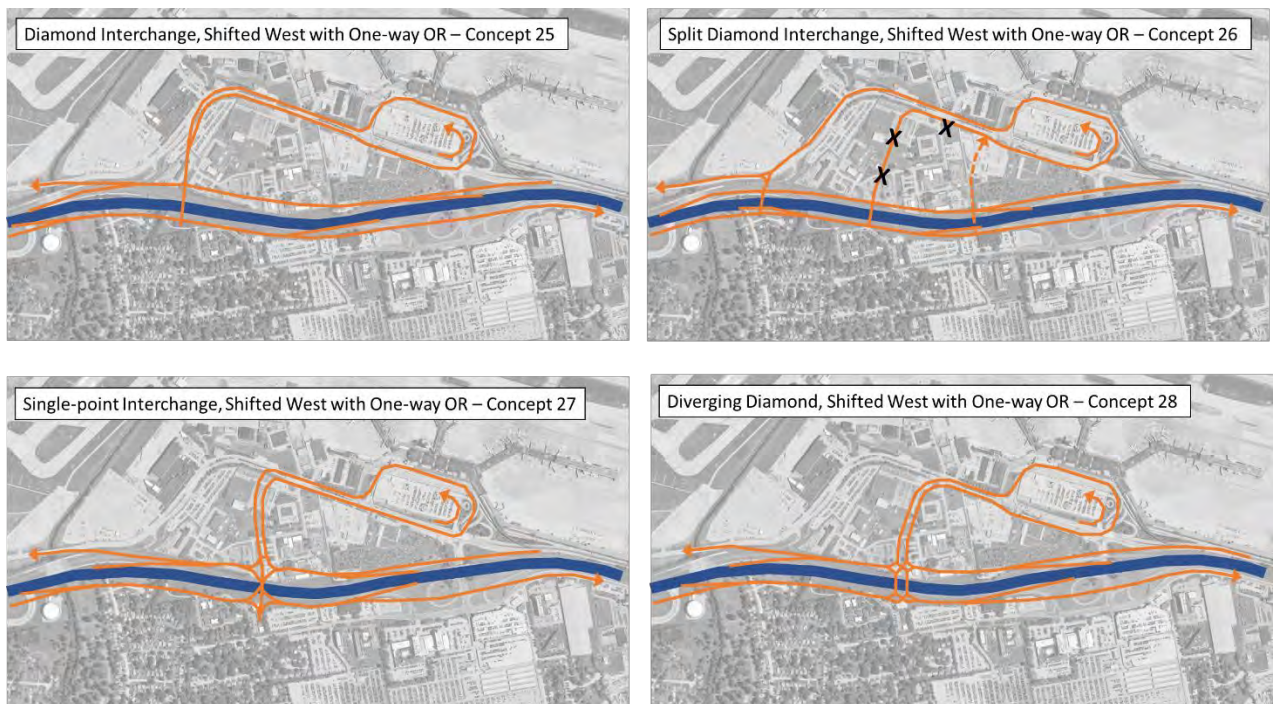 Diamond Interchange, Shifted West with One-way OR – Concept 25
Split Diamond Interchange, Shifted West with One-way OR – Concept 26
X
X
X
Single-point Interchange, Shifted West with One-way OR – Concept 27
Diverging Diamond, Shifted West with One-way OR – Concept 28